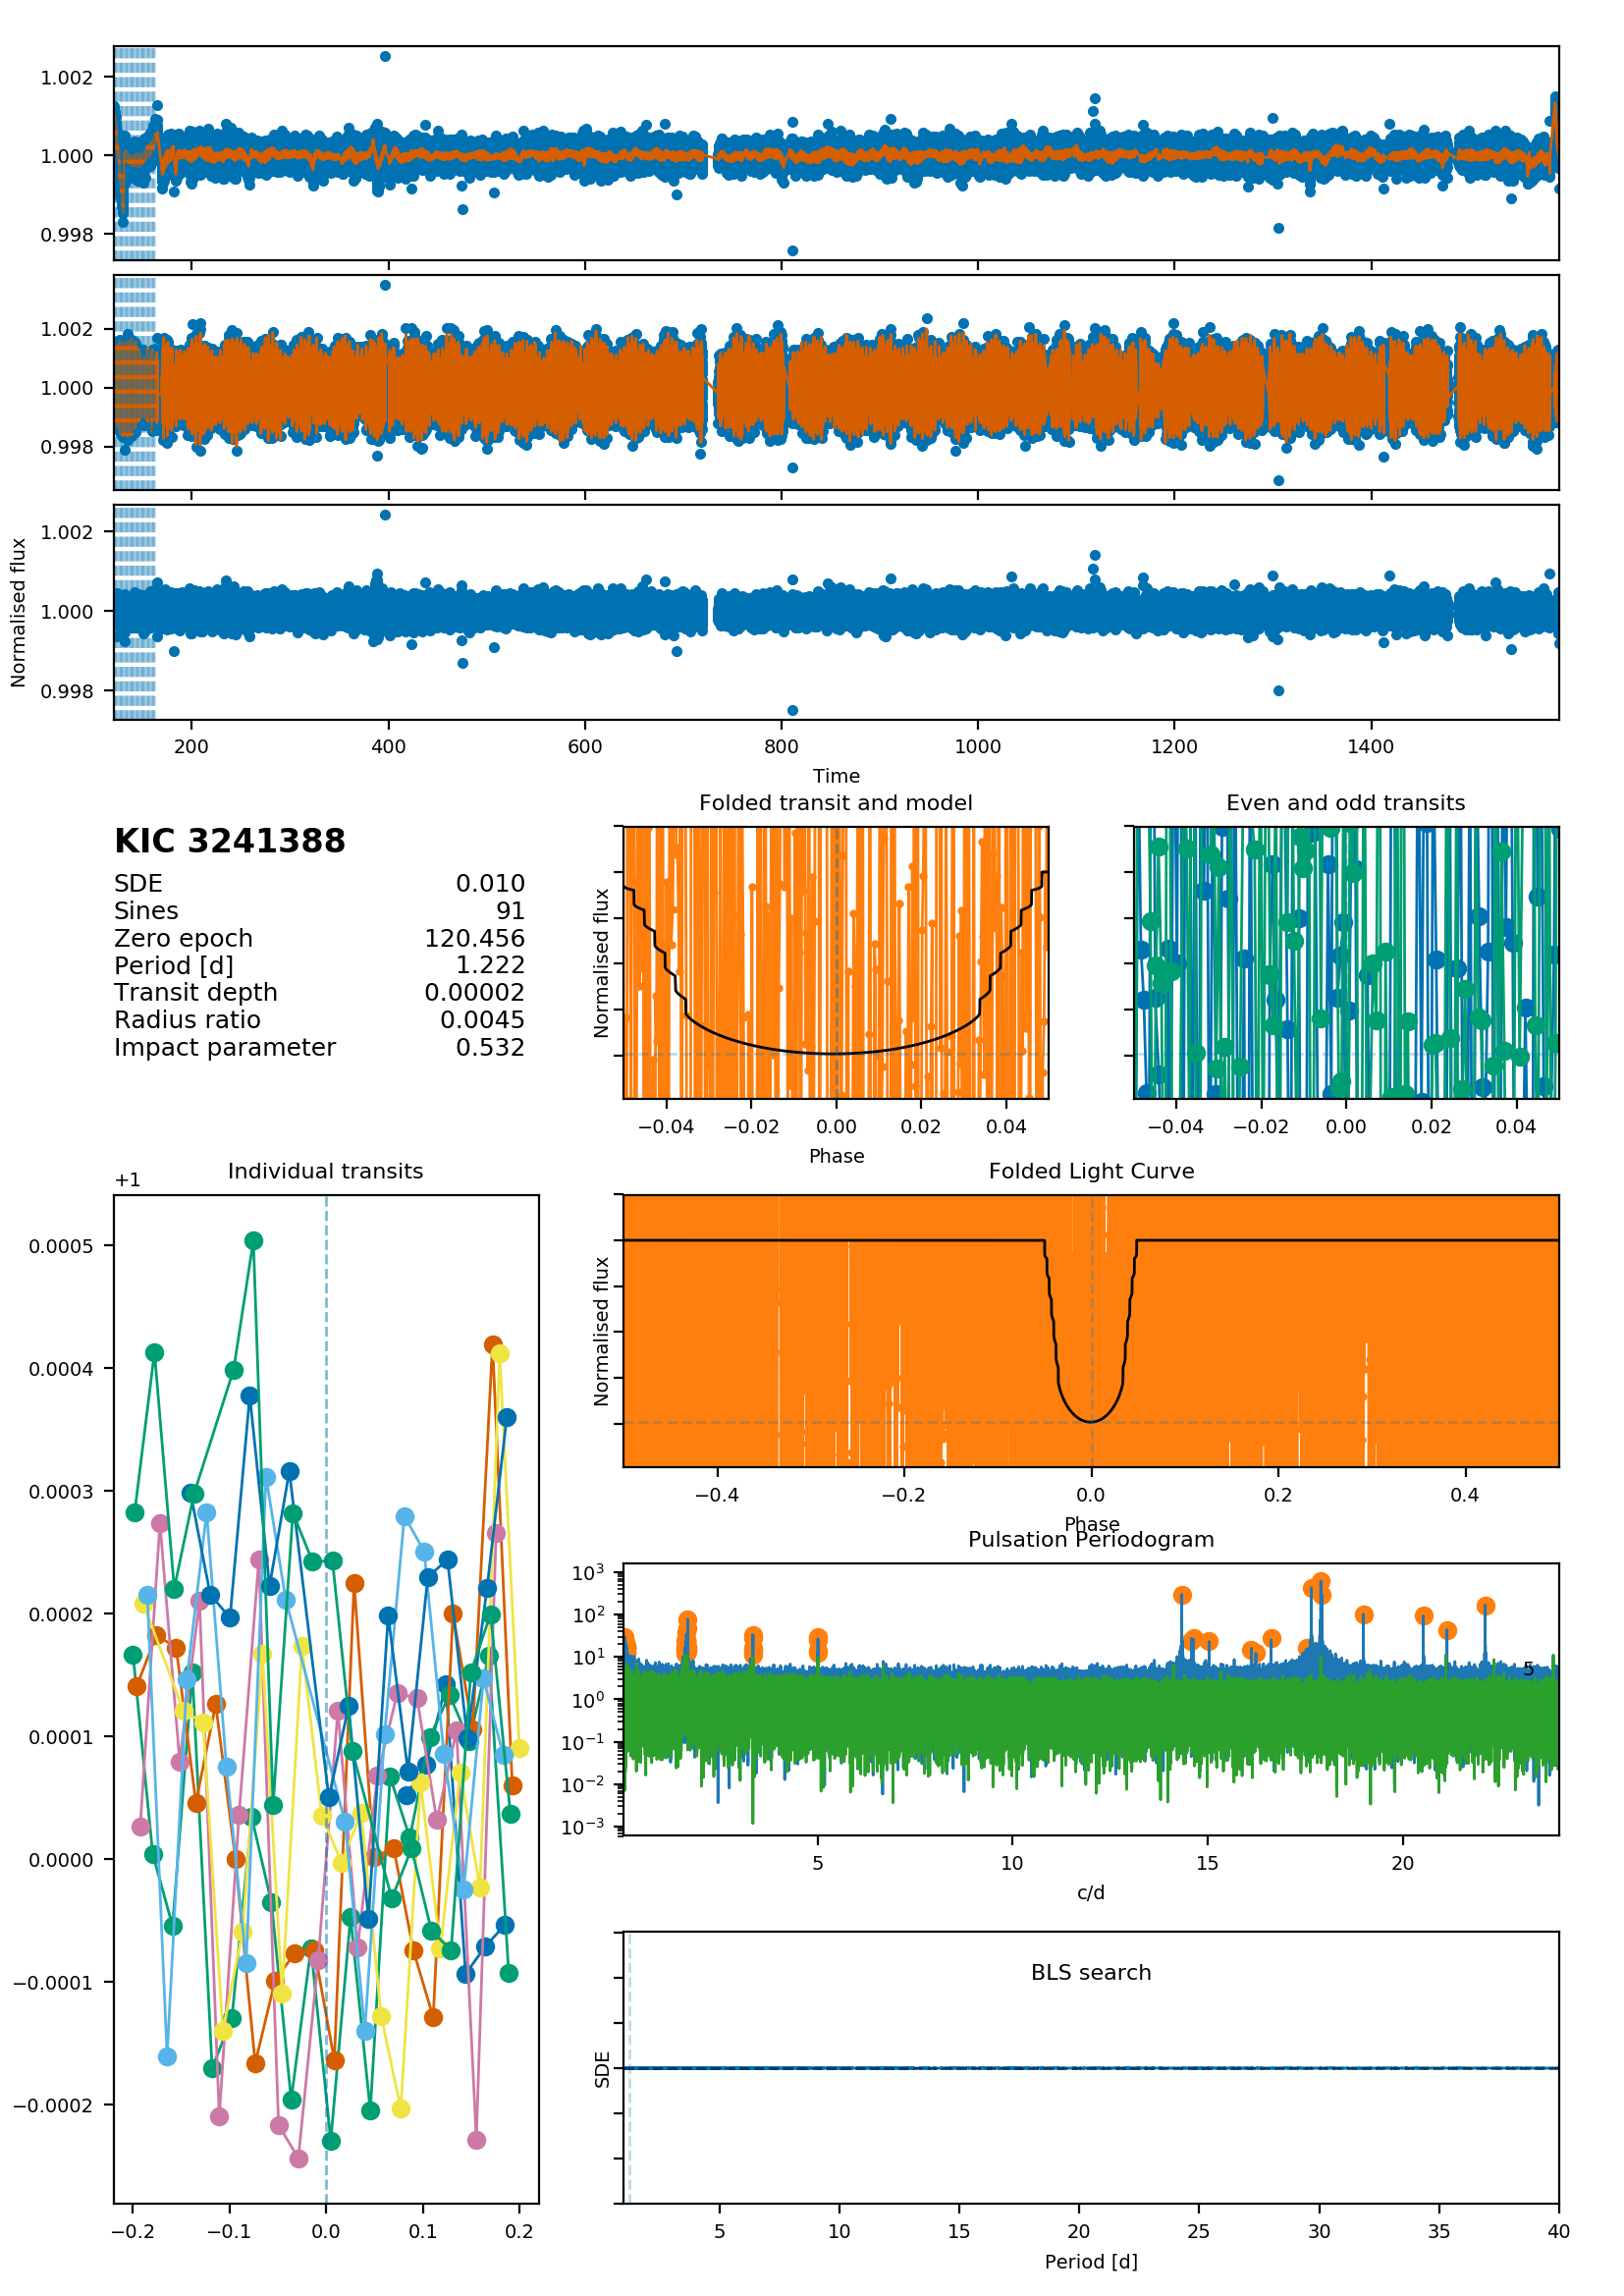 1.002
1.000
0.998
1.002
1.000
0.998
1.002
1.000
0.998
Normalised flux
200 400 600 800 1000 1200 1400
Time
KIC 3241388
SDE 0.010
Sines 91
Zero epoch 120.456
Period [d] 1.222
Transit depth 0.00002
Radius ratio 0.0045
Impact parameter 0.532
Folded transit and model
Normalised flux
−0.04 −0.02 0.00 0.02 0.04
Phase
Even and odd transits
−0.04 −0.02 0.00 0.02 0.04
Individual transits
+1
0.0005
0.0004
0.0003
0.0002
0.0001
0.0000
−0.0001
−0.0002
−0.2 −0.1 0.0 0.1 0.2
Folded Light Curve
Normalised flux
−0.4 −0.2 0.0 0.2 0.4
Phase
Pulsation Periodogram
10³
10²
10¹
10⁰
10⁻¹
10⁻²
10⁻³
5
5 10 15 20
c/d
BLS search
SDE
5 10 15 20 25 30 35 40
Period [d]